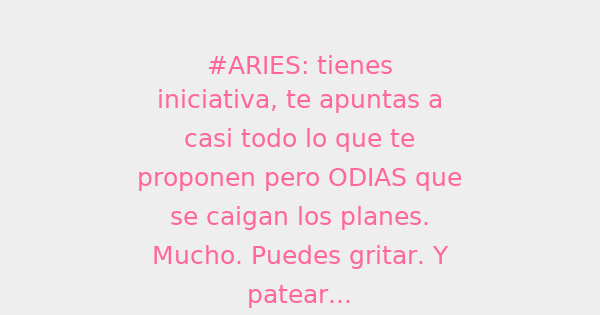 #ARIES: tienes
iniciativa, te apuntas a
casi todo lo que te
proponen pero ODIAS que
se caigan los planes.
Mucho. Puedes gritar. Y
patear...